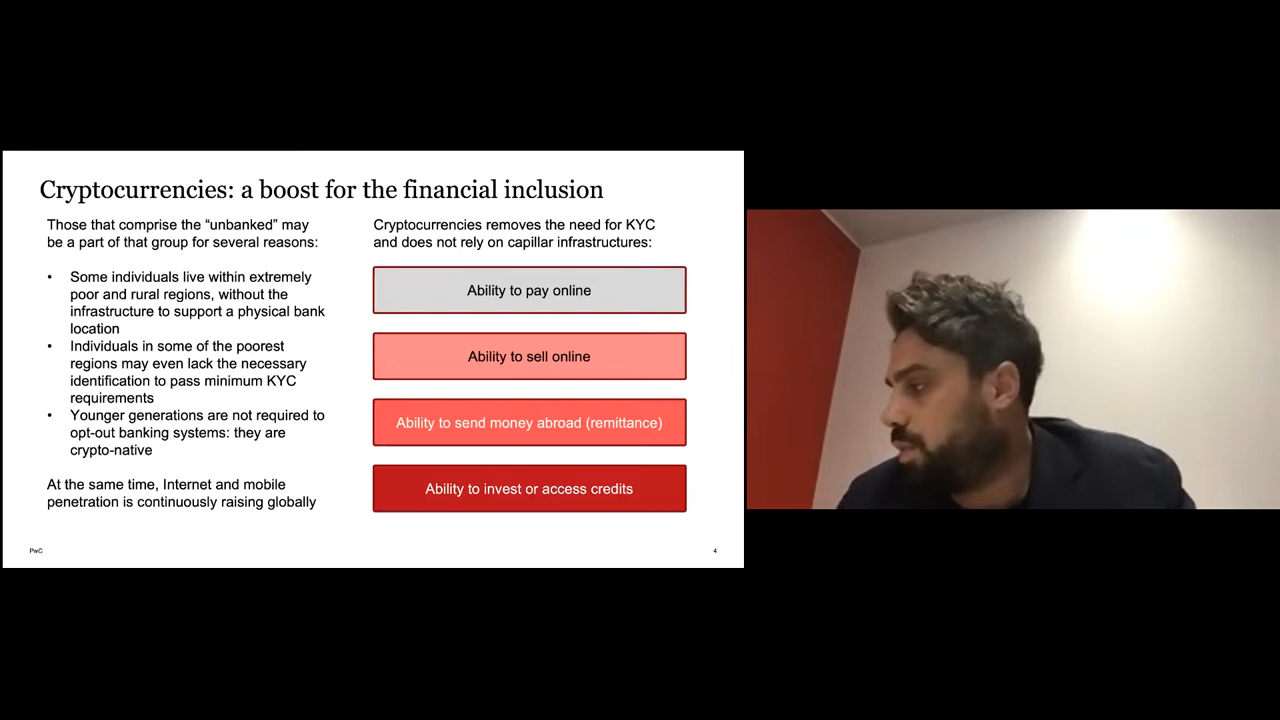 Cryptocurrencies: a boost for the financial inclusion
Those that comprise the “unbanked” may
be a part of that group for several reasons:
• Some individuals live within extremely
poor and rural regions, without the
infrastructure to support a physical bank
location
• Individuals in some of the poorest
regions may even lack the necessary
identification to pass minimum KYC
requirements
• Younger generations are not required to
opt-out banking systems: they are
crypto-native
At the same time, Internet and mobile
penetration is continuously raising globally
Cryptocurrencies removes the need for KYC
and does not rely on capillar infrastructures:
Ability to pay online
Ability to sell online
Ability to send money abroad (remittance)
Ability to invest or access credits
PwC
4